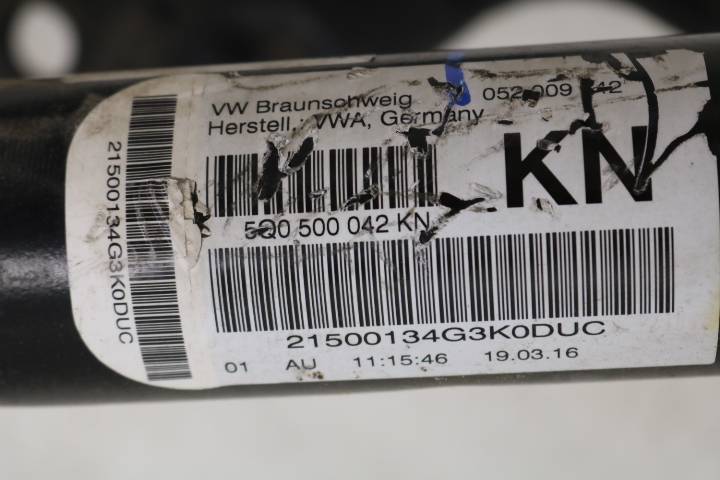 VW Braunschweig
Herstell.: VWA, Germany
KN
5Q0 500 042 KN
21500134G3K0DUC
01 AU 11:15:46 19.03.16
21500134G3K0DUC